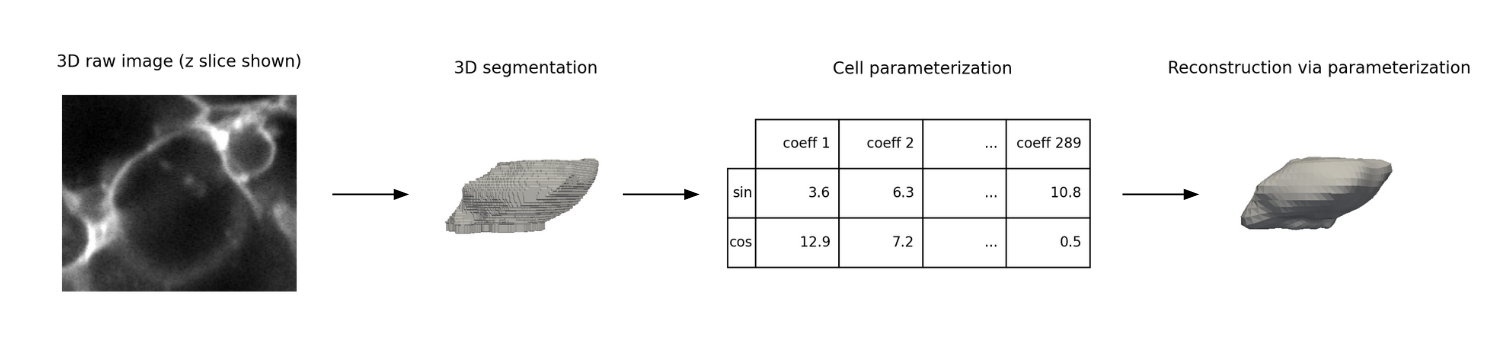 3D raw image (z slice shown)
3D segmentation
Cell parameterization
Reconstruction via parameterization
coeff 1 coeff 2 ... coeff 289
sin 3.6 6.3 ... 10.8
cos 12.9 7.2 ... 0.5